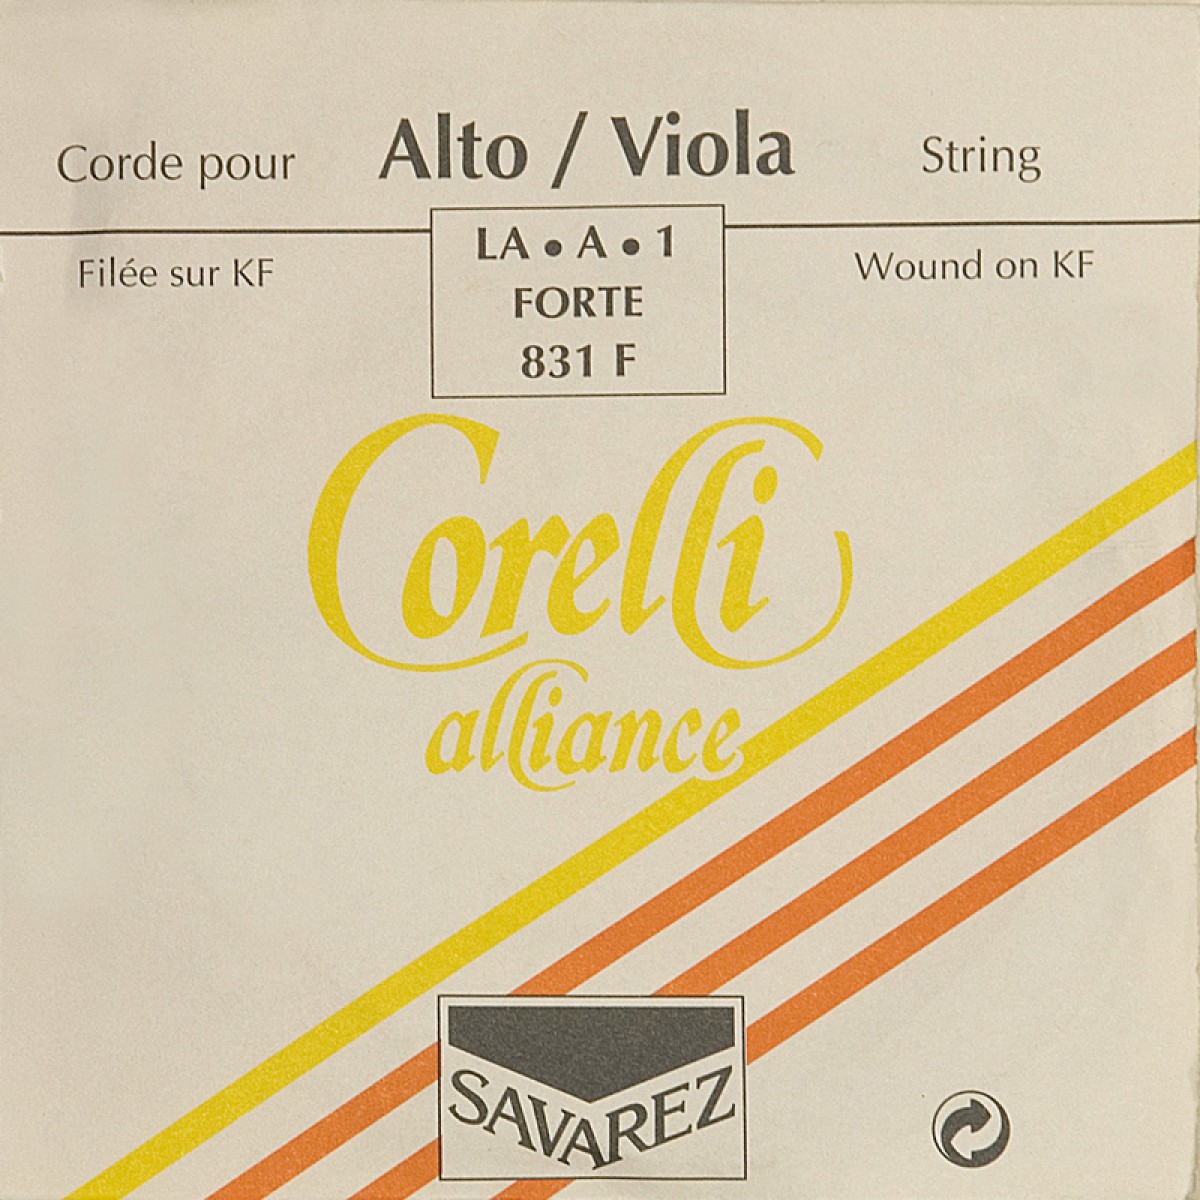 Corde pour Alto / Viola String
Filée sur KF
LA • A • 1
FORTE
831 F
Wound on KF
Corelli
alliance
SAVAREZ